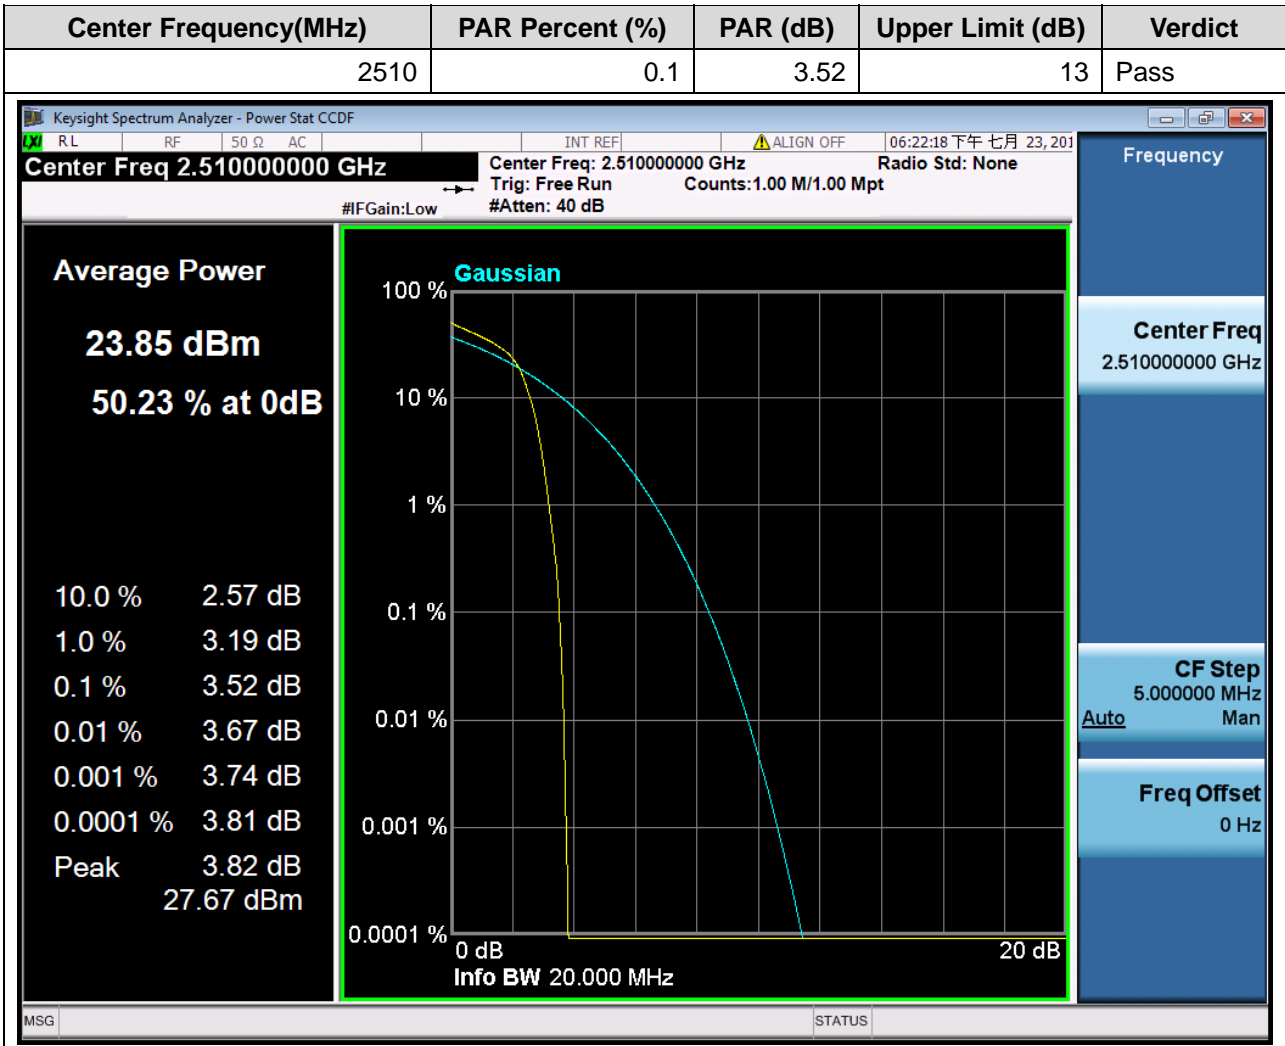 Center Frequency(MHz) PAR Percent (%) PAR (dB) Upper Limit (dB) Verdict
2510 0.1 3.52 13 Pass
Keysight Spectrum Analyzer - Power Stat CCDF
LXI RL RF 50 Ω AC INT REF ALIGN OFF 06:22:18 下午 七月 23, 201
Center Freq 2.510000000 GHz
Center Freq: 2.510000000 GHz Radio Std: None
Trig: Free Run Counts:1.00 M/1.00 Mpt
#IFGain:Low #Atten: 40 dB
Average Power
23.85 dBm
50.23 % at 0dB
10.0 % 2.57 dB
1.0 % 3.19 dB
0.1 % 3.52 dB
0.01 % 3.67 dB
0.001 % 3.74 dB
0.0001 % 3.81 dB
Peak 3.82 dB
27.67 dBm
Gaussian
100 %
10 %
1 %
0.1 %
0.01 %
0.001 %
0.0001 %
0 dB 20 dB
Info BW 20.000 MHz
Frequency
Center Freq
2.510000000 GHz
CF Step
5.000000 MHz
Auto Man
Freq Offset
0 Hz
MSG STATUS